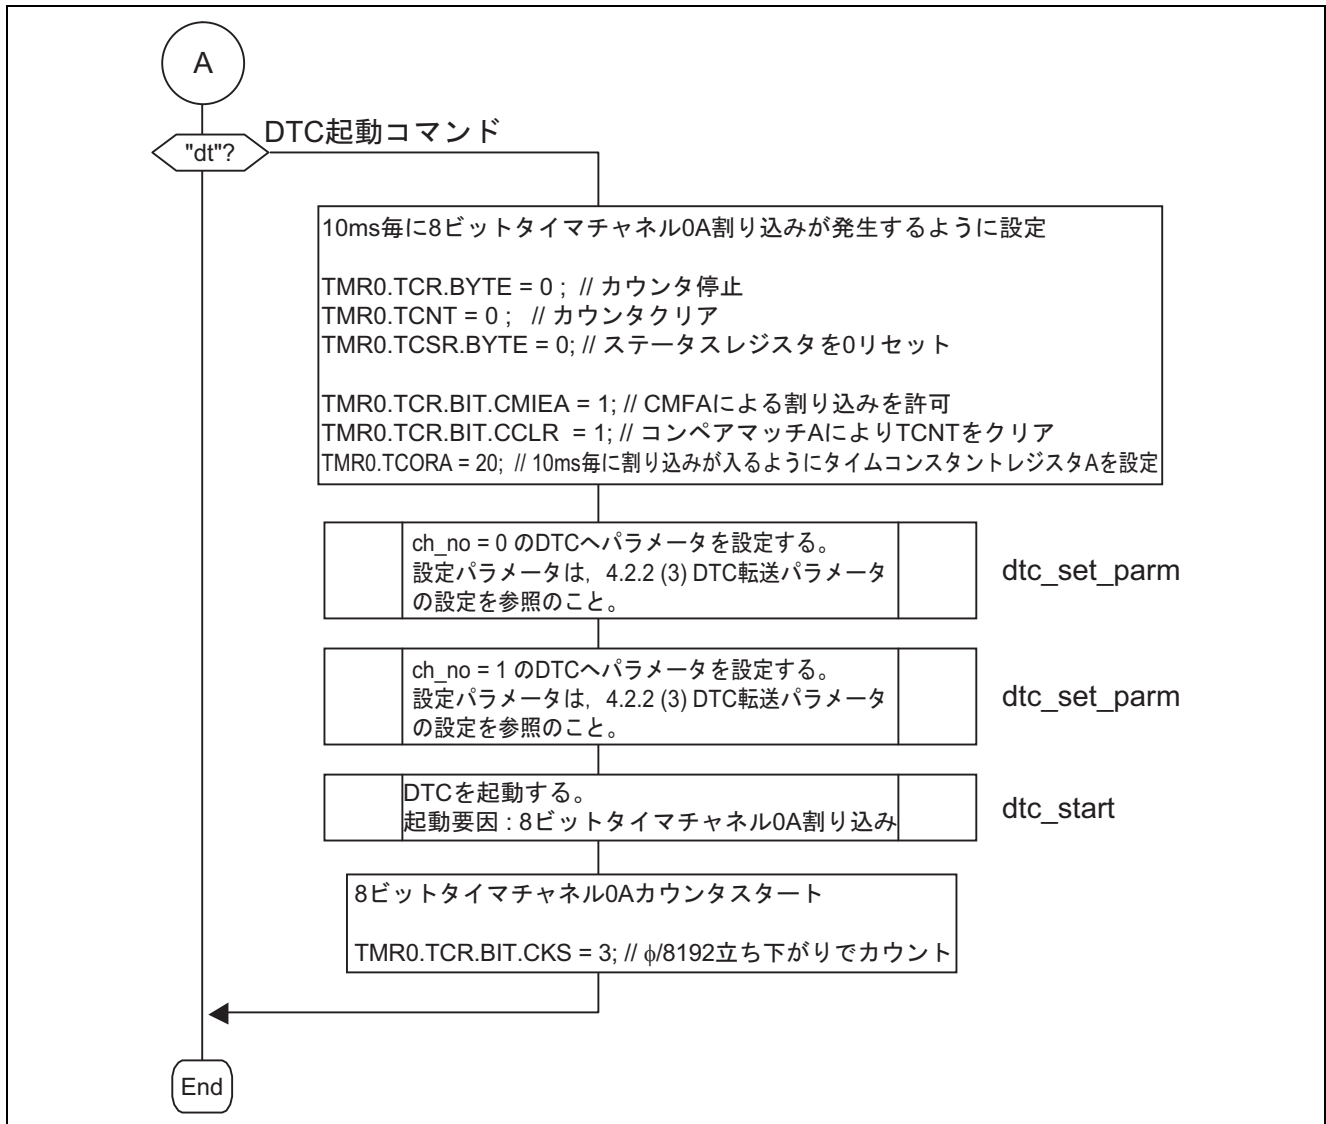 A
"dt"?
DTC起動コマンド
10ms毎に8ビットタイマチャネル0A割り込みが発生するように設定
TMR0.TCR.BYTE = 0 ; // カウンタ停止
TMR0.TCNT = 0 ; // カウンタクリア
TMR0.TCSR.BYTE = 0; // ステータスレジスタを0リセット
TMR0.TCR.BIT.CMIEA = 1; // CMFAによる割り込みを許可
TMR0.TCR.BIT.CCLR = 1; // コンペアマッチAによりTCNTをクリア
TMR0.TCORA = 20; // 10ms毎に割り込みが入るようにタイムコンスタントレジスタAを設定
ch_no = 0 のDTCへパラメータを設定する。
設定パラメータは, 4.2.2 (3) DTC転送パラメータ
の設定を参照のこと。
dtc_set_parm
ch_no = 1 のDTCへパラメータを設定する。
設定パラメータは, 4.2.2 (3) DTC転送パラメータ
の設定を参照のこと。
dtc_set_parm
DTCを起動する。
起動要因 : 8ビットタイマチャネル0A割り込み
dtc_start
8ビットタイマチャネル0Aカウンタスタート
TMR0.TCR.BIT.CKS = 3; // φ/8192立ち下がりでカウント
End